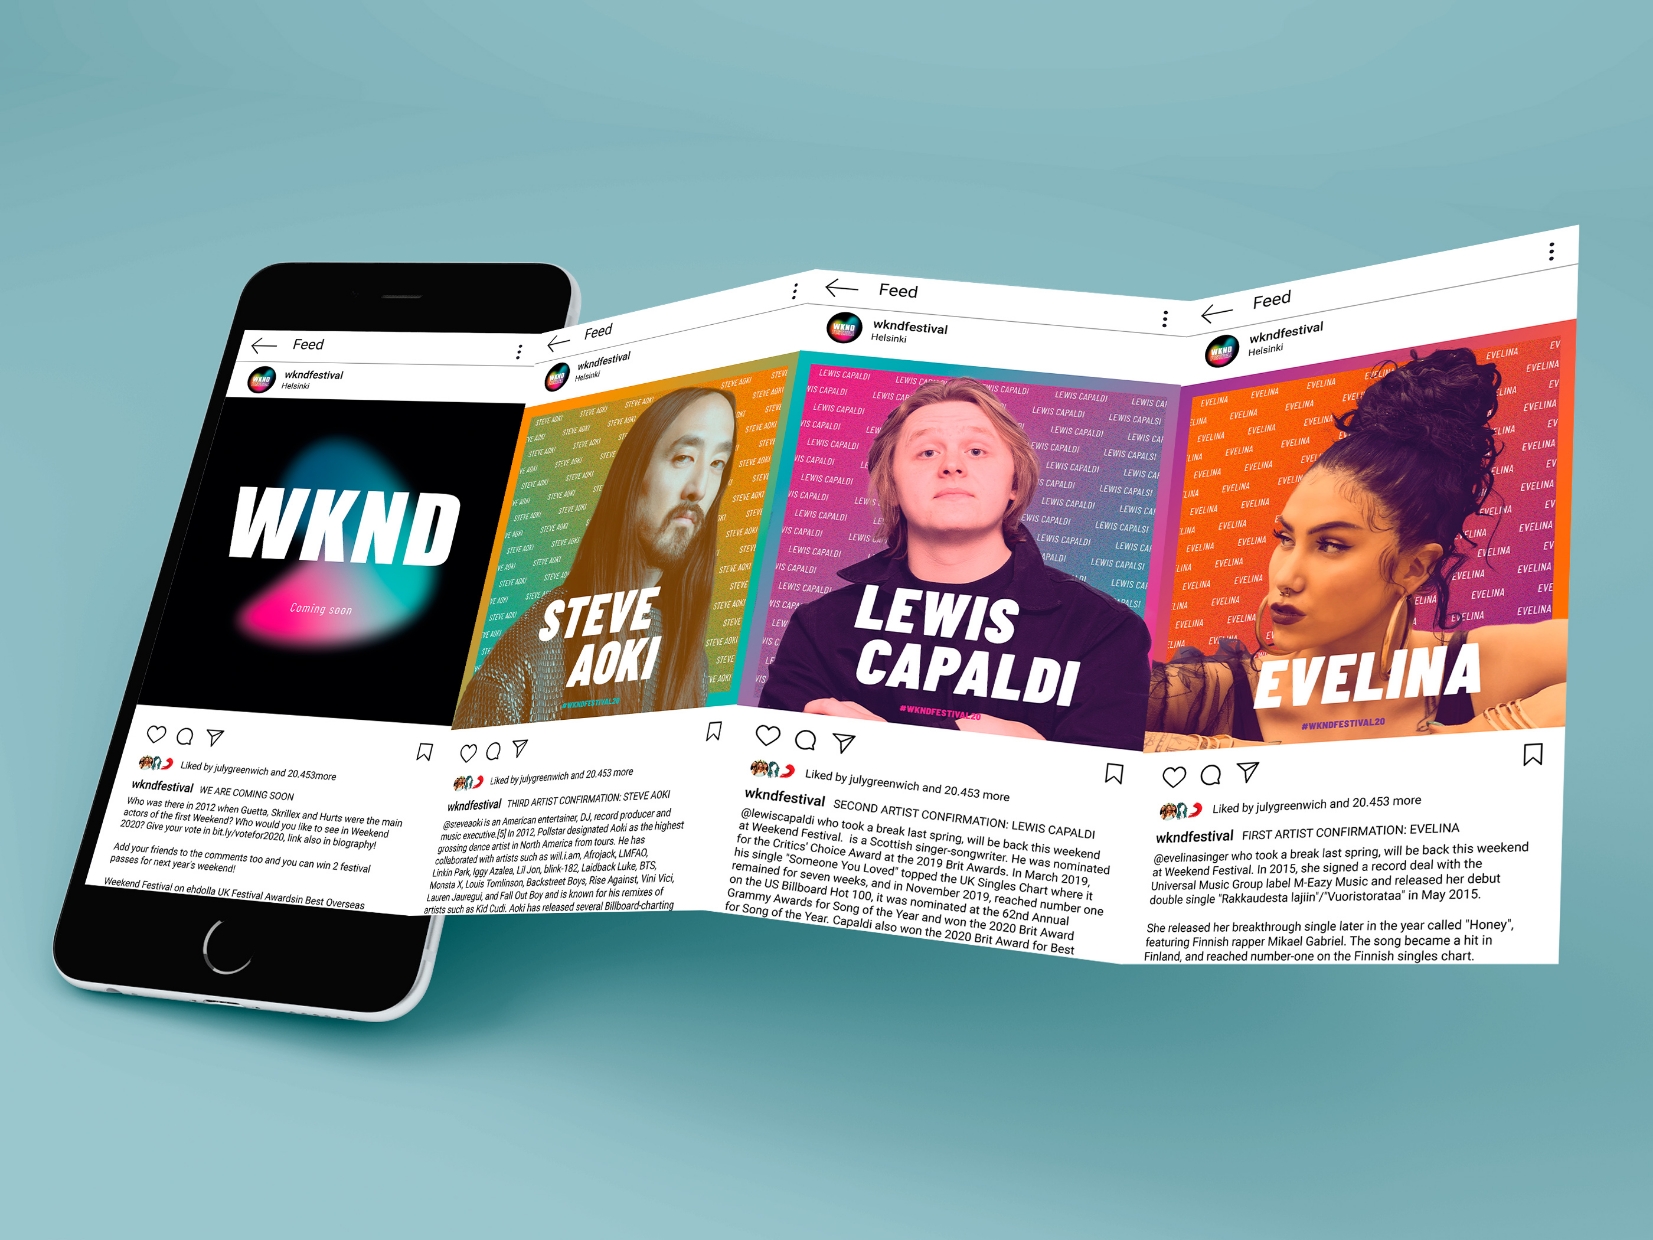 Feed
wkndfestival
Helsinki
WKND
WKND
Coming soon
Liked by julygreenwich and 20.453more
wkndfestival WE ARE COMING SOON
Who was there in 2012 when Guetta, Skrillex and Hurts were the main
actors of the first Weekend? Who would you like to see in Weekend
2020? Give your vote in bit.ly/votefor2020, link also in biography!
Add your friends to the comments too and you can win 2 festival
passes for next year's weekend!
Weekend Festival on ehdolla UK Festival Awardsin Best Overseas
Feed
wkndfestival
Helsinki
WKND
STEVE AOKI
STEVE
AOKI
#WKNDFESTIVAL20
Liked by julygreenwich and 20.453 more
wkndfestival THIRD ARTIST CONFIRMATION: STEVE AOKI
@sreveaoki is an American entertainer, DJ, record producer and
music executive.[5] In 2012, Pollstar designated Aoki as the highest
grossing dance artist in North America from tours. He has
collaborated with artists such as will.i.am, Afrojack, LMFAO,
Linkin Park, Iggy Azalea, Lil Jon, blink-182, Laidback Luke, BTS,
Monsta X, Louis Tomlinson, Backstreet Boys, Rise Against, Vini Vici,
Lauren Jauregui, and Fall Out Boy and is known for his remixes of
artists such as Kid Cudi. Aoki has released several Billboard-charting
Feed
wkndfestival
Helsinki
WKND
LEWIS CAPALDI
LEWIS
CAPALDI
#WKNDFESTIVAL20
Liked by julygreenwich and 20.453 more
wkndfestival SECOND ARTIST CONFIRMATION: LEWIS CAPALDI
@lewiscapaldi who took a break last spring, will be back this weekend
at Weekend Festival. is a Scottish singer-songwriter. He was nominated
for the Critics' Choice Award at the 2019 Brit Awards. In March 2019,
his single "Someone You Loved" topped the UK Singles Chart where it
remained for seven weeks, and in November 2019, reached number one
on the US Billboard Hot 100, it was nominated at the 62nd Annual
Grammy Awards for Song of the Year and won the 2020 Brit Award
for Song of the Year. Capaldi also won the 2020 Brit Award for Best
Feed
wkndfestival
Helsinki
WKND
EVELINA
EVELINA
#WKNDFESTIVAL20
Liked by julygreenwich and 20.453 more
wkndfestival FIRST ARTIST CONFIRMATION: EVELINA
@evelinasinger who took a break last spring, will be back this weekend
at Weekend Festival. In 2015, she signed a record deal with the
Universal Music Group label M-Eazy Music and released her debut
double single "Rakkaudesta lajiin"/"Vuoristorataa" in May 2015.
She released her breakthrough single later in the year called "Honey",
featuring Finnish rapper Mikael Gabriel. The song became a hit in
Finland, and reached number-one on the Finnish singles chart.